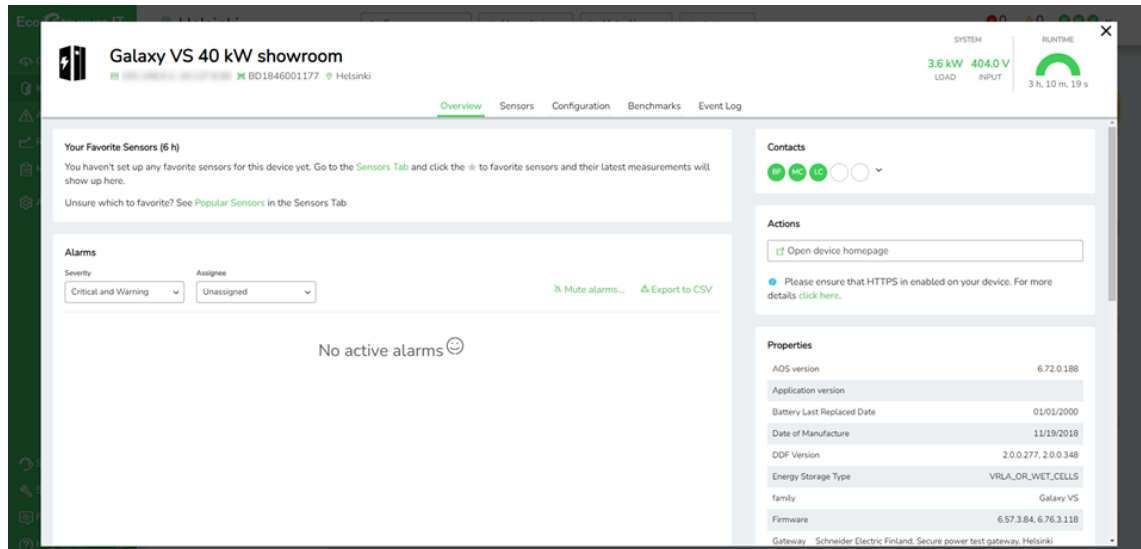 Galaxy VS 40 kW showroom
BD1846001177 Helsinki
SYSTEM
3.6 kW 404.0 V
LOAD INPUT
RUNTIME
3 h, 10 m, 19 s
Overview Sensors Configuration Benchmarks Event Log
Your Favorite Sensors (6 h)
You haven't set up any favorite sensors for this device yet. Go to the Sensors Tab and click the ★ to favorite sensors and their latest measurements will
show up here.
Unsure which to favorite? See Popular Sensors in the Sensors Tab
Alarms
Severity Assignee
Critical and Warning Unassigned Mute alarms... Export to CSV
No active alarms
Contacts
BF MC LC
Actions
Open device homepage
Please ensure that HTTPS in enabled on your device. For more
details click here.
Properties
AOS version 6.72.0.188
Application version
Battery Last Replaced Date 01/01/2000
Date of Manufacture 11/19/2018
DDF Version 2.0.0.277, 2.0.0.348
Energy Storage Type VRLA_OR_WET_CELLS
family Galaxy VS
Firmware 6.57.3.84, 6.76.3.118
Gateway Schneider Electric Finland, Secure power test gateway, Helsinki